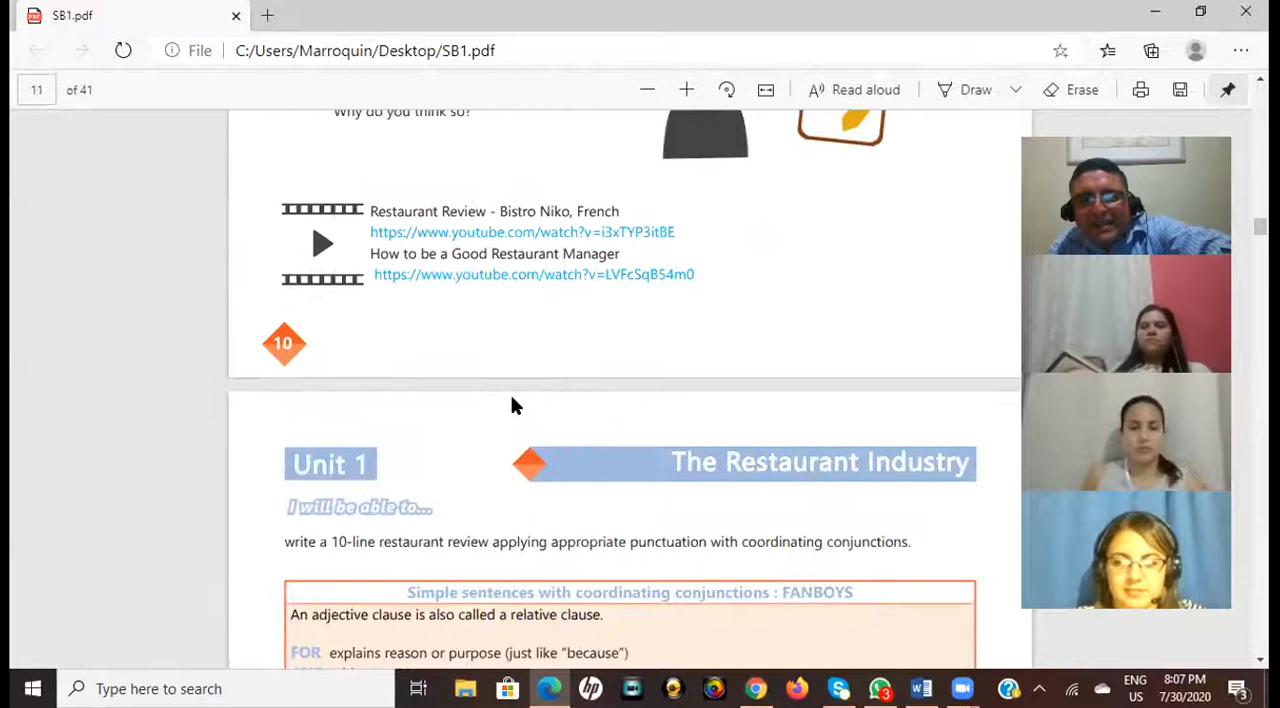 SB1.pdf
File
C:/Users/Marroquin/Desktop/SB1.pdf
11
of 41
Read aloud
Draw
Erase
Why do you think so?
Restaurant Review - Bistro Niko, French
https://www.youtube.com/watch?v=i3xTYP3itBE
How to be a Good Restaurant Manager
https://www.youtube.com/watch?v=LVFcSqB54m0
10
Unit 1
The Restaurant Industry
I will be able to...
write a 10-line restaurant review applying appropriate punctuation with coordinating conjunctions.
Simple sentences with coordinating conjunctions : FANBOYS
An adjective clause is also called a relative clause.
FOR explains reason or purpose (just like “because”)
Type here to search
hp
3
W
ENG
US
8:07 PM
7/30/2020
3